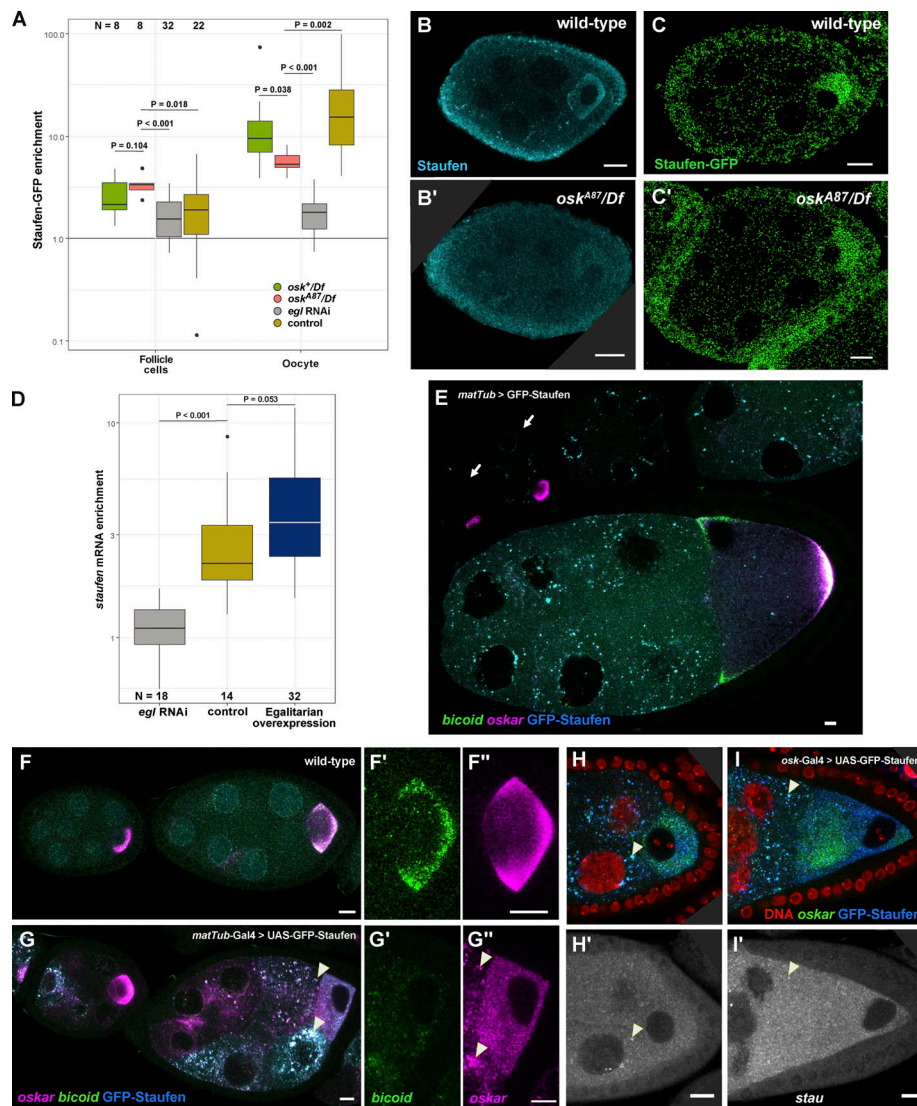 A
N = 8 8 32 22
P = 0.002
P < 0.001
P = 0.038
P = 0.018
P < 0.001
P = 0.104
100.0
10.0
1.0
0.1
Staufen-GFP enrichment
osk+/Df
oskA87/Df
egl RNAi
control
Follicle cells
Oocyte
B
wild-type
Staufen
B'
oskA87/Df
C
wild-type
Staufen-GFP
C'
oskA87/Df
D
P = 0.053
P < 0.001
10
3
1
staufen mRNA enrichment
N = 18 14 32
egl RNAi
control
Egalitarian
overexpression
E
matTub > GFP-Staufen
bicoid oskar GFP-Staufen
F
wild-type
F'
F"
G
matTub-Gal4 > UAS-GFP-Staufen
oskar bicoid GFP-Staufen
G'
bicoid
G"
oskar
H
I
osk-Gal4 > UAS-GFP-Staufen
DNA oskar GFP-Staufen
H'
I'
stau